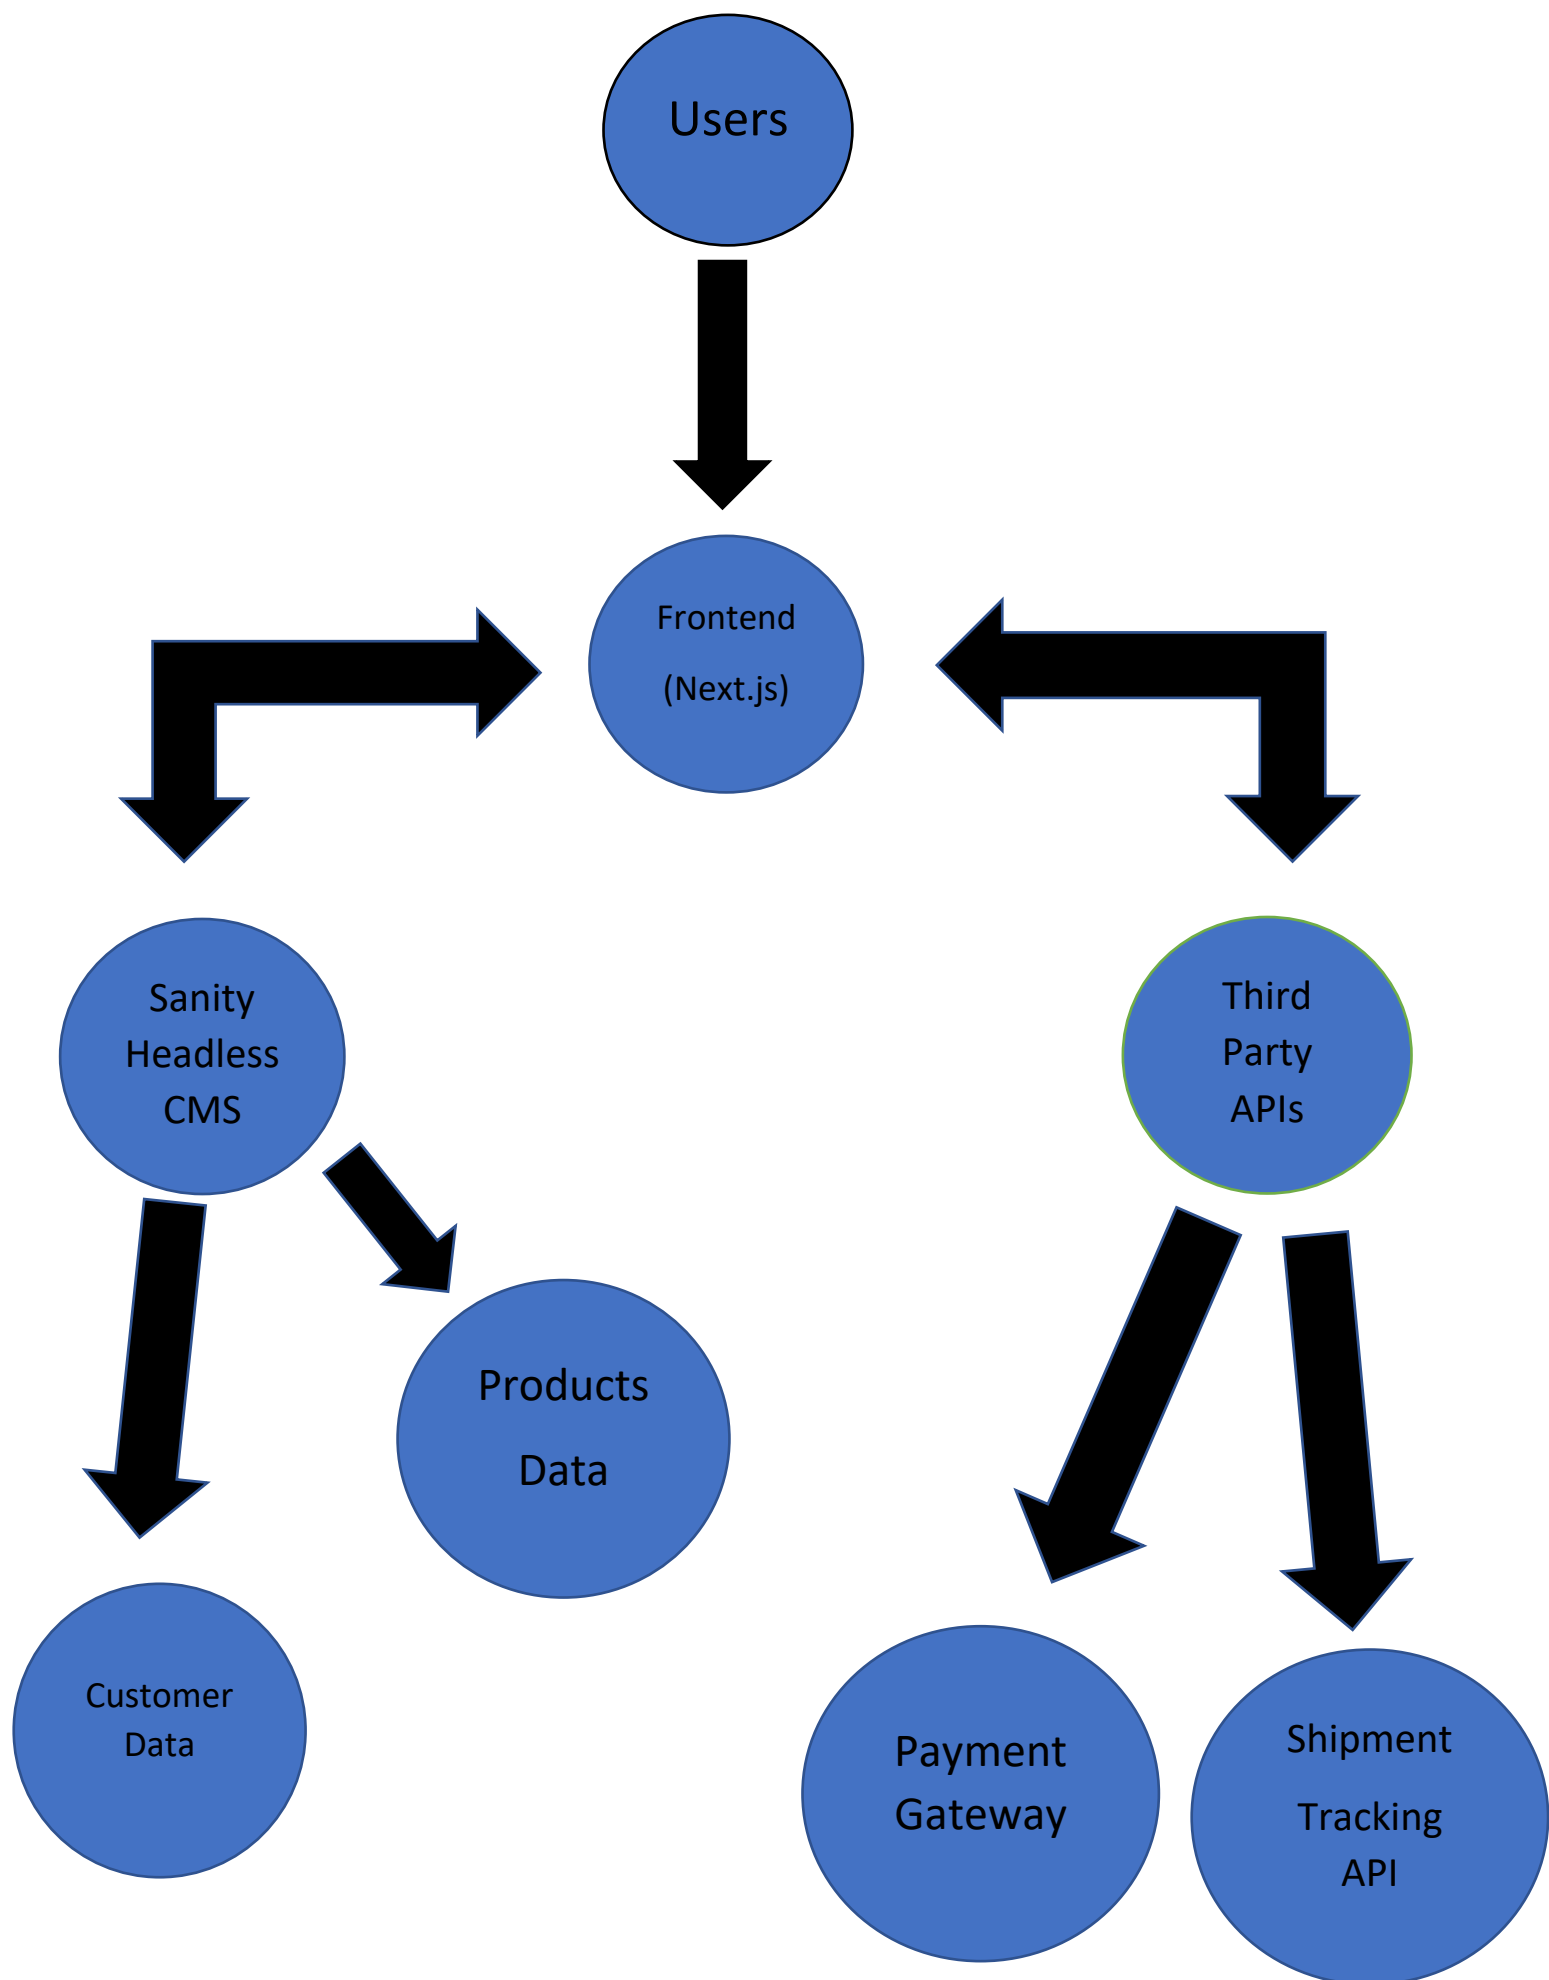 Users
Frontend
(Next.js)
Sanity
Headless
CMS
Third
Party
APIs
Products
Data
Customer
Data
Payment
Gateway
Shipment
Tracking
API